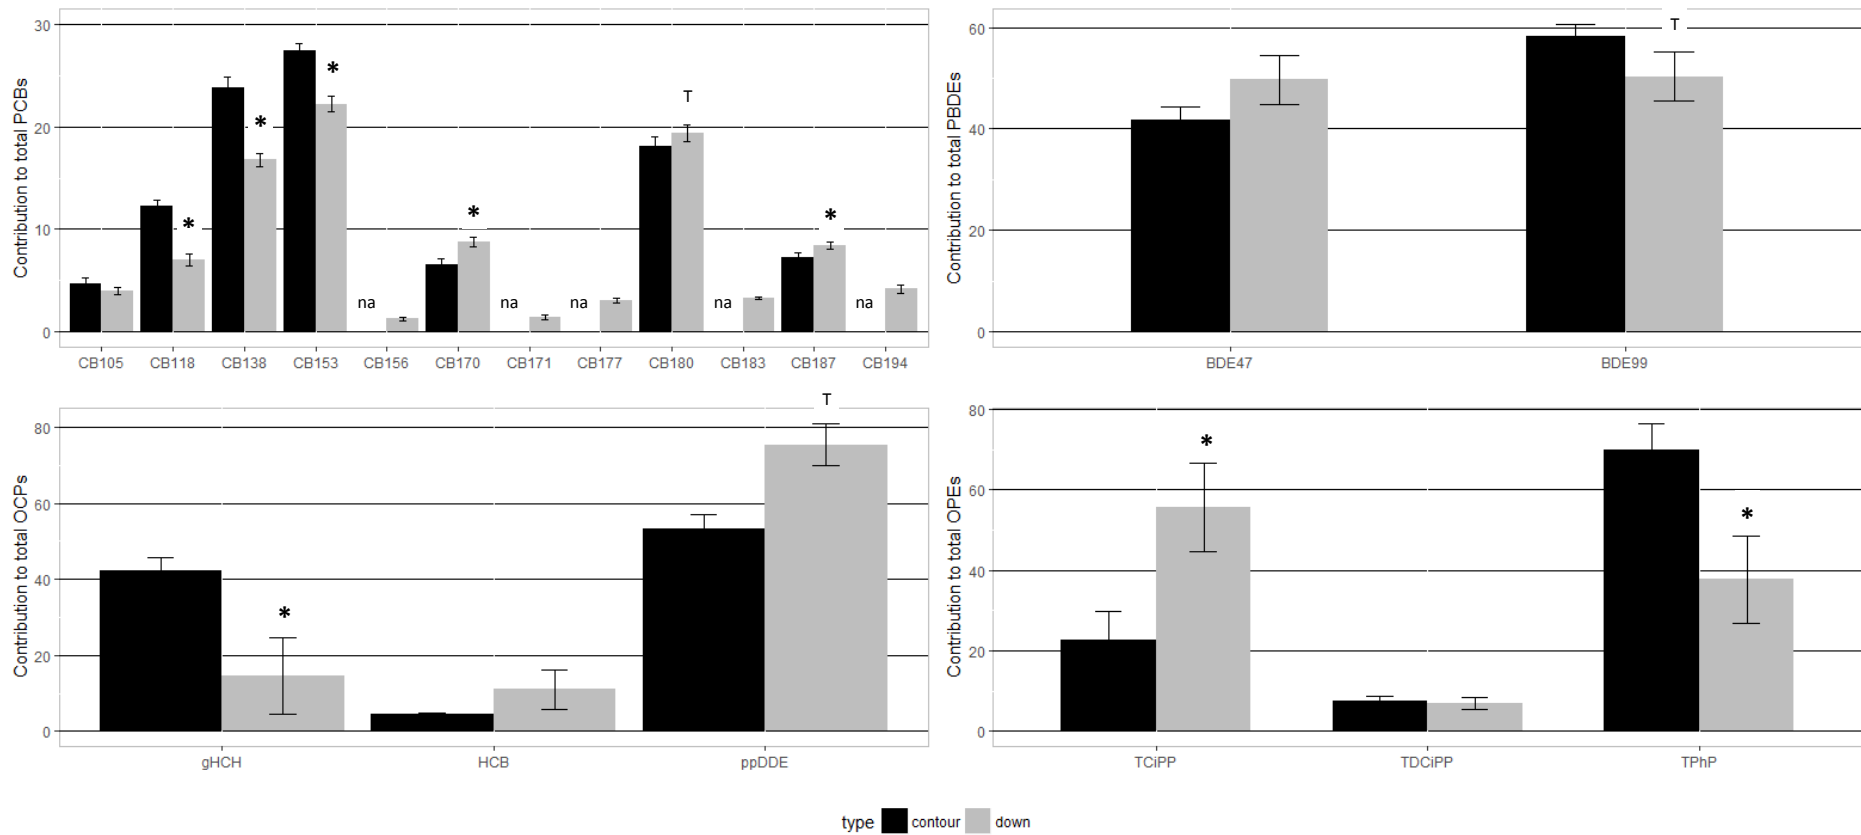 Contribution to total PCBs
30
20
10
0
*
*
*
na
*
na
na
T
na
*
na
CB105 CB118 CB138 CB153 CB156 CB170 CB171 CB177 CB180 CB183 CB187 CB194
Contribution to total PBDEs
60
40
20
0
T
BDE47 BDE99
Contribution to total OCPs
80
60
40
20
0
*
T
gHCH HCB ppDDE
Contribution to total OPEs
80
60
40
20
0
*
*
TCiPP TDCiPP TPhP
type contour down